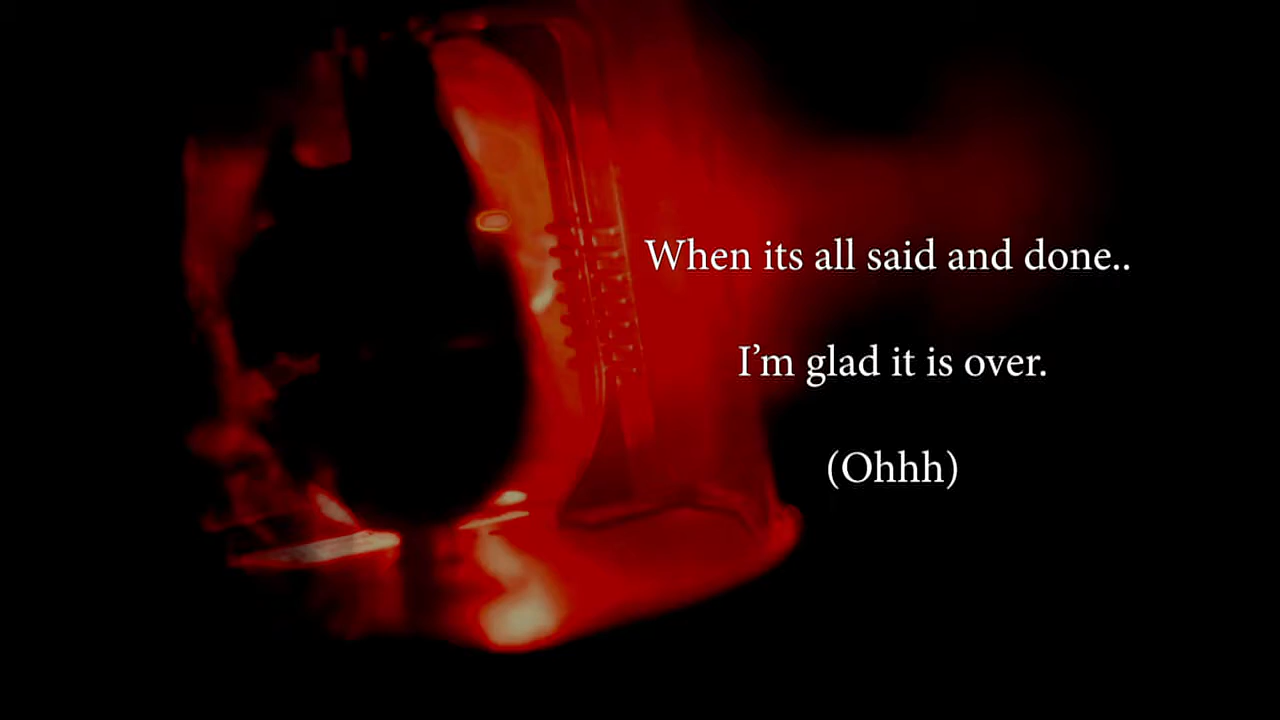 When its all said and done..
I’m glad it is over.
(Ohhh)